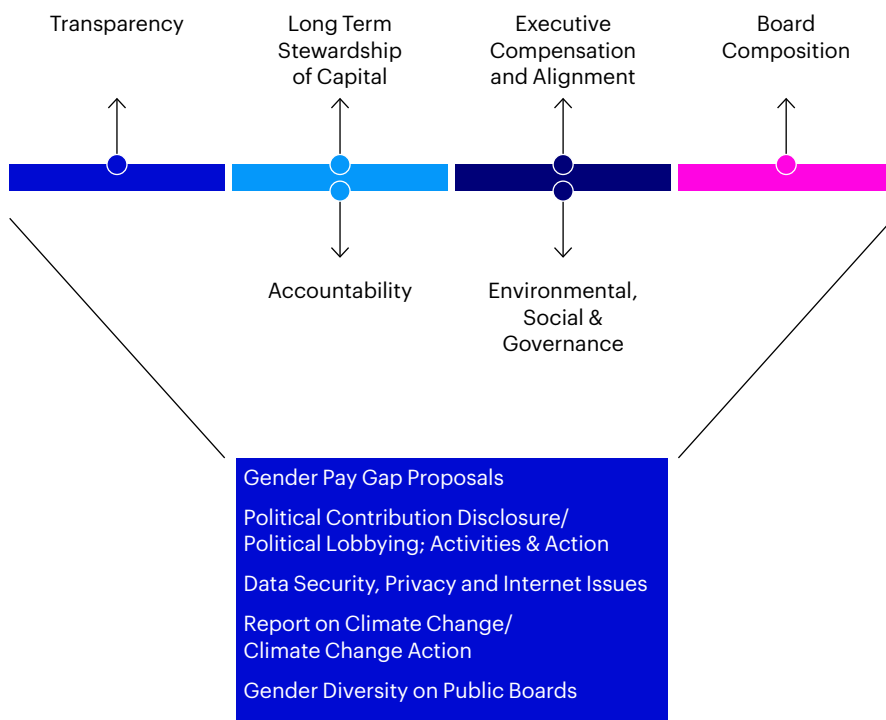 Transparency
Long Term
Stewardship
of Capital
Executive
Compensation
and Alignment
Board
Composition
Accountability
Environmental,
Social &
Governance
Gender Pay Gap Proposals
Political Contribution Disclosure/
Political Lobbying; Activities & Action
Data Security, Privacy and Internet Issues
Report on Climate Change/
Climate Change Action
Gender Diversity on Public Boards